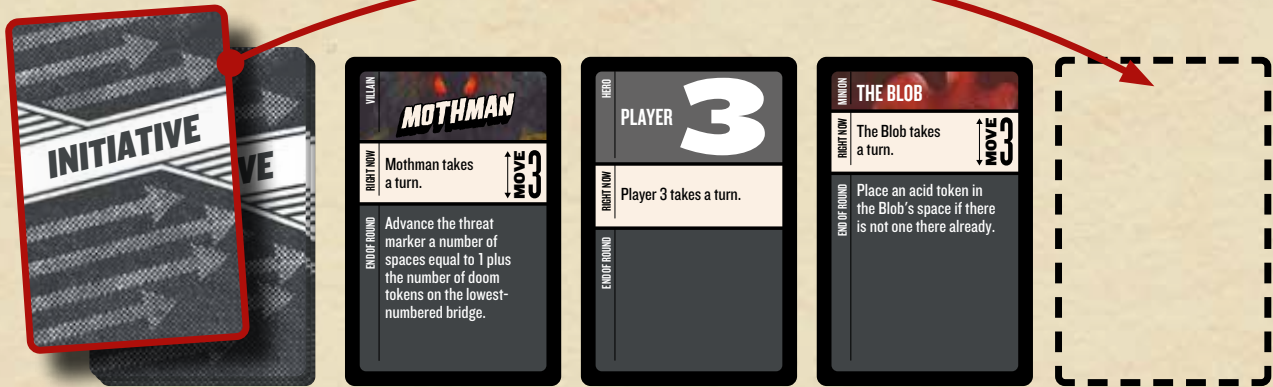 INITIATIVE
VE
VILLAIN
MOTHMAN
RIGHT NOW
Mothman takes
a turn.
MOVE
3
END OF ROUND
Advance the threat
marker a number of
spaces equal to 1 plus
the number of doom
tokens on the lowest-
numbered bridge.
HERO
PLAYER 3
RIGHT NOW
Player 3 takes a turn.
END OF ROUND
MINION
THE BLOB
RIGHT NOW
The Blob takes
a turn.
MOVE
3
END OF ROUND
Place an acid token in
the Blob's space if there
is not one there already.